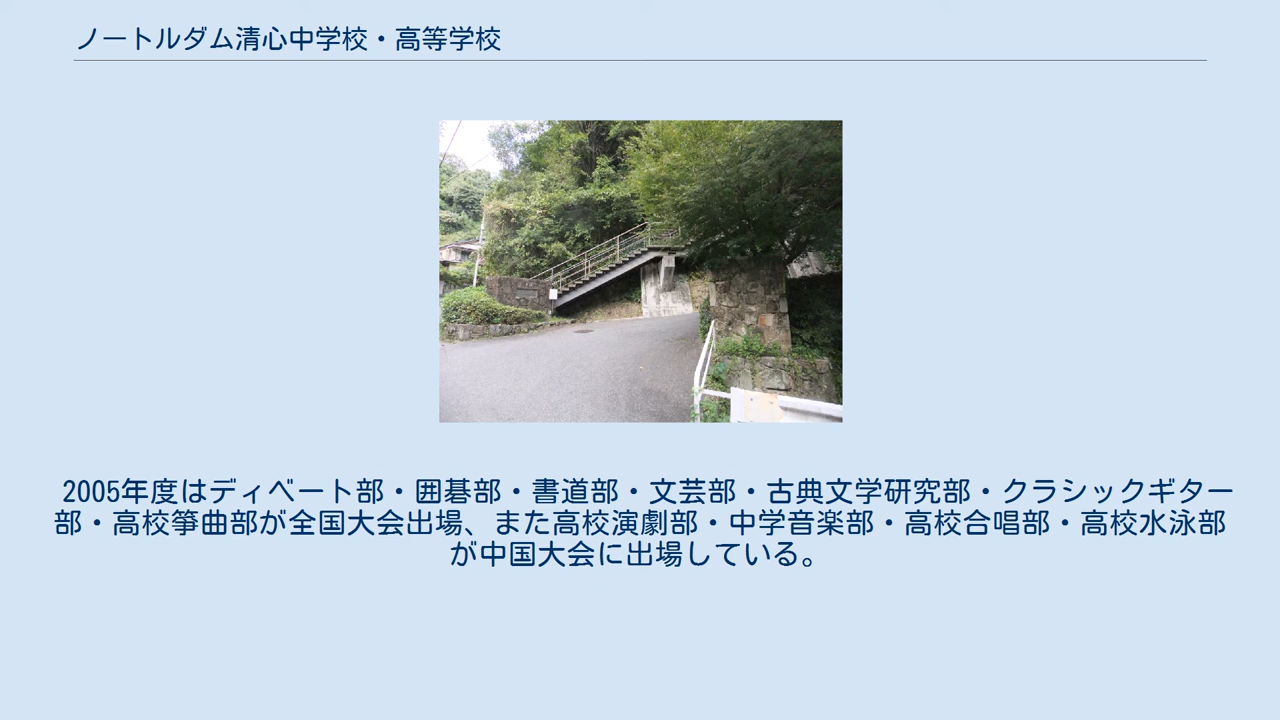 ノートルダム清心中学校・高等学校
2005年度はディベート部・囲碁部・書道部・文芸部・古典文学研究部・クラシックギター
部・高校箏曲部が全国大会出場、また高校演劇部・中学音楽部・高校合唱部・高校水泳部
が中国大会に出場している。